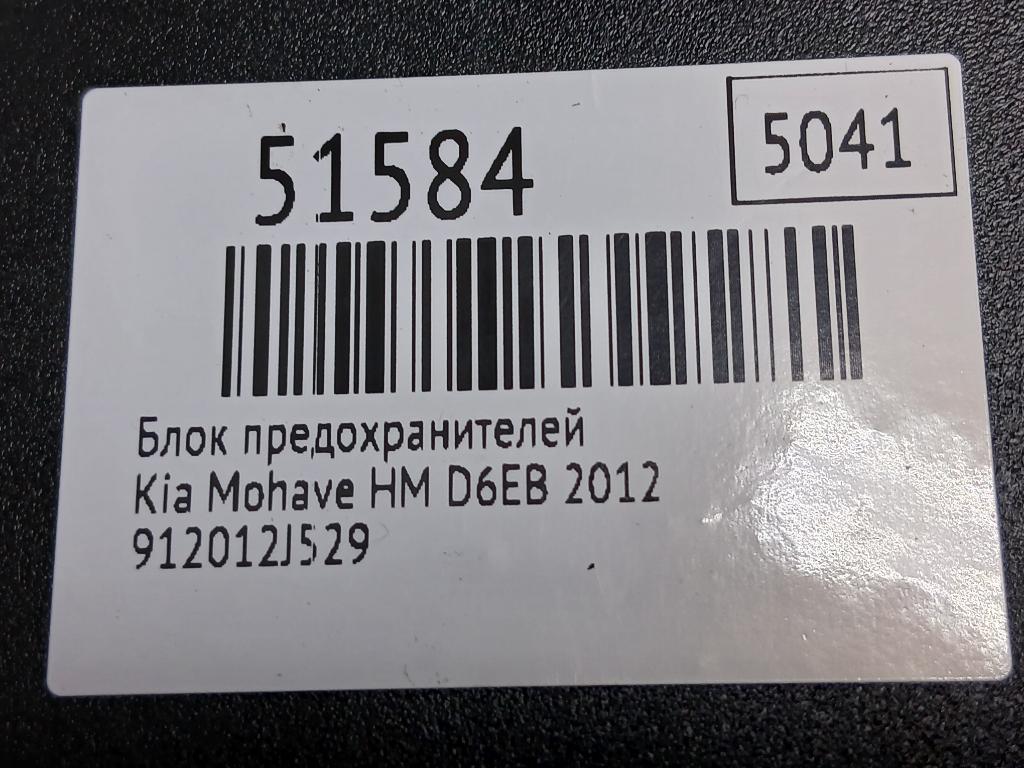 51584
5041
Блок предохранителей
Kia Mohave HM D6EB 2012
912012J529